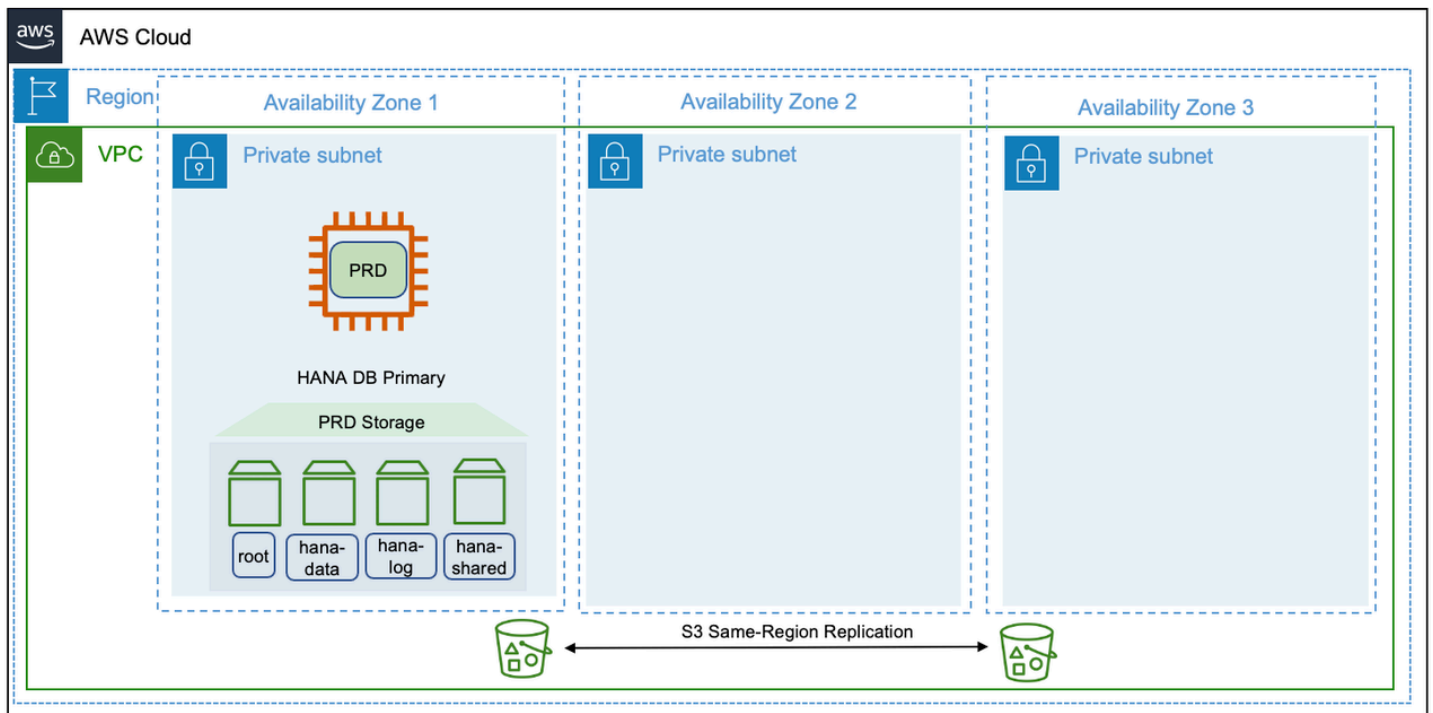 aws
AWS Cloud
Region
Availability Zone 1
Availability Zone 2
Availability Zone 3
VPC
Private subnet
Private subnet
Private subnet
PRD
HANA DB Primary
PRD Storage
root
hana-
data
hana-
log
hana-
shared
S3 Same-Region Replication